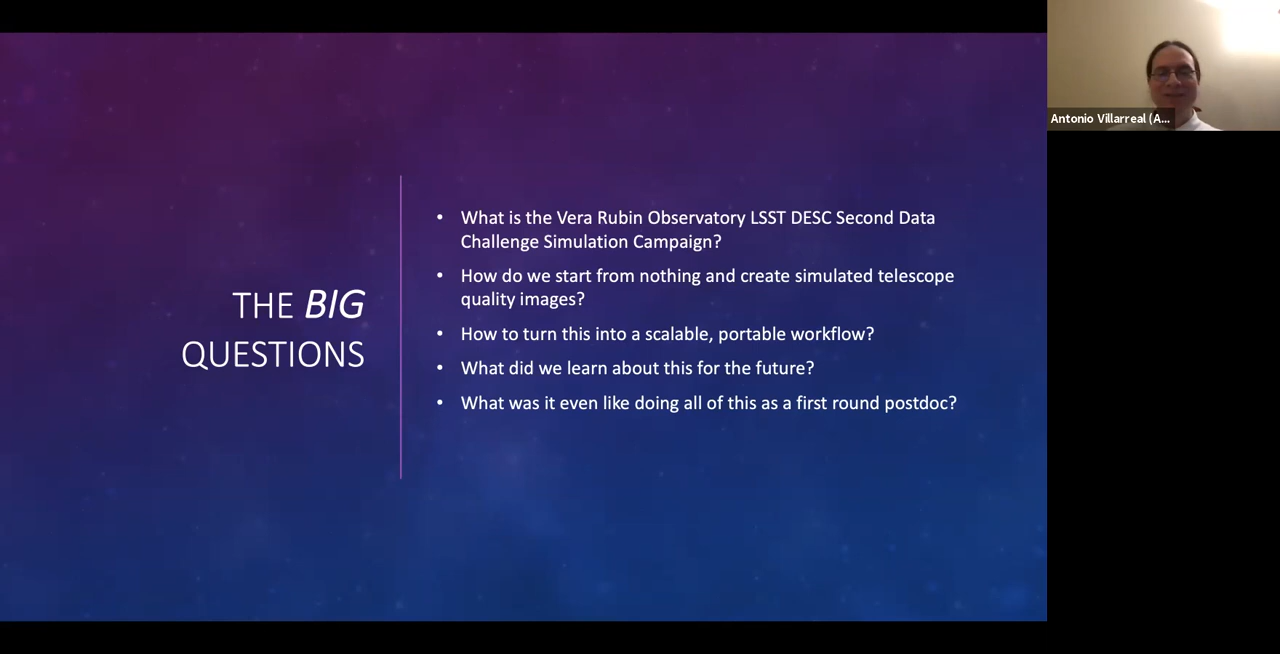 THE BIG
QUESTIONS
• What is the Vera Rubin Observatory LSST DESC Second Data
Challenge Simulation Campaign?
• How do we start from nothing and create simulated telescope
quality images?
• How to turn this into a scalable, portable workflow?
• What did we learn about this for the future?
• What was it even like doing all of this as a first round postdoc?
Antonio Villarreal (A...